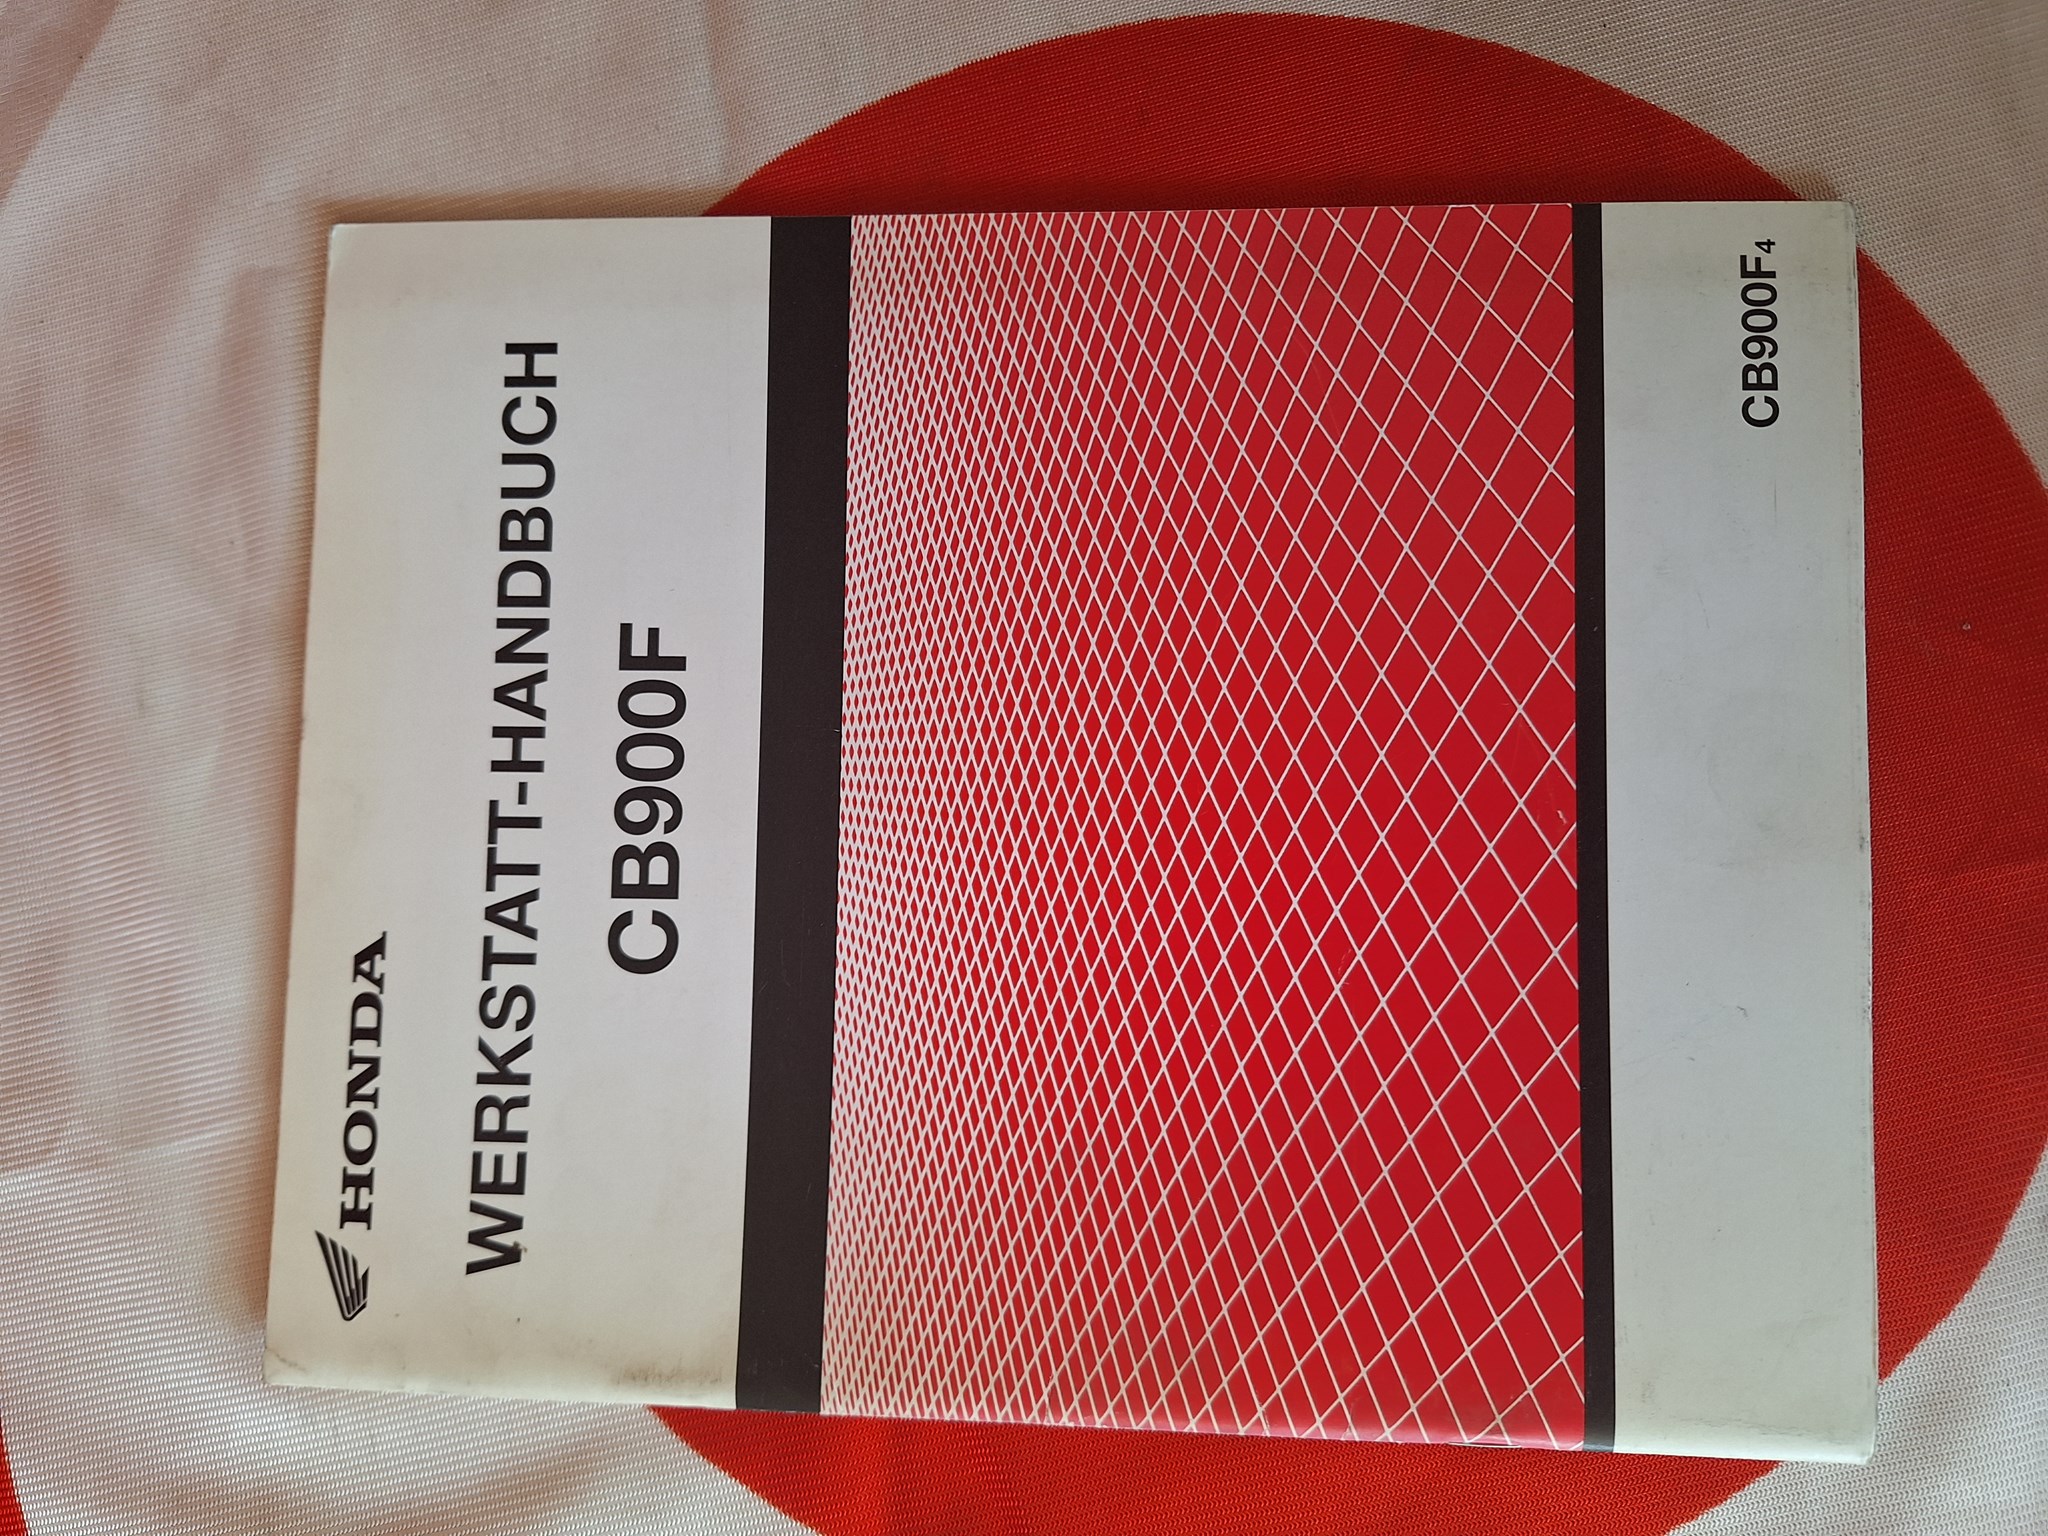 HONDA
WERKSTATT-HANDBUCH
CB900F
CB900F4